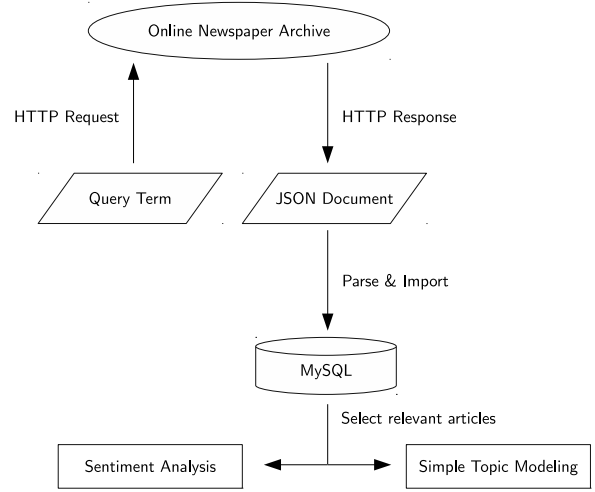 Online Newspaper Archive
HTTP Request
HTTP Response
Query Term
JSON Document
Parse & Import
MySQL
Select relevant articles
Sentiment Analysis
Simple Topic Modeling